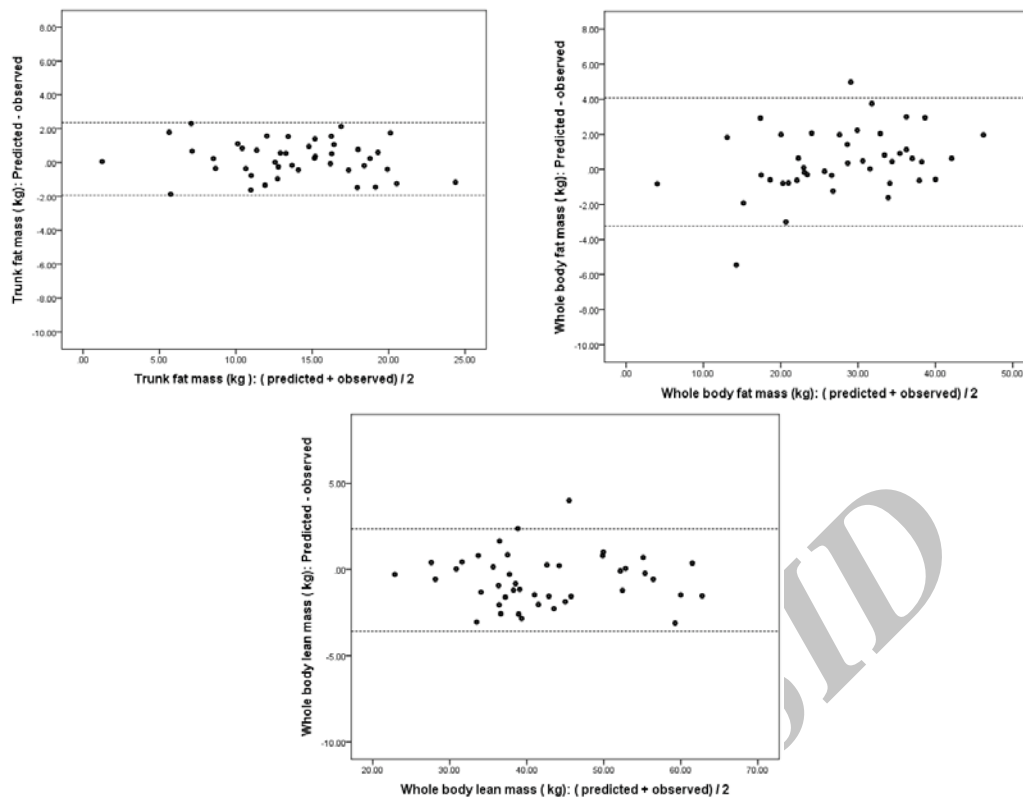 Trunk fat mass (kg): Predicted - observed
8.00
6.00
4.00
2.00
.00
-2.00
-4.00
-6.00
-8.00
-10.00
.00 5.00 10.00 15.00 20.00 25.00
Trunk fat mass (kg): (predicted + observed) / 2
Whole body fat mass (kg): Predicted - observed
8.00
6.00
4.00
2.00
.00
-2.00
-4.00
-6.00
-8.00
-10.00
.00 10.00 20.00 30.00 40.00 50.00
Whole body fat mass (kg): (predicted + observed) / 2
Whole body lean mass (kg): Predicted - observed
5.00
.00
-5.00
-10.00
20.00 30.00 40.00 50.00 60.00 70.00
Whole body lean mass (kg): (predicted + observed) / 2
SID